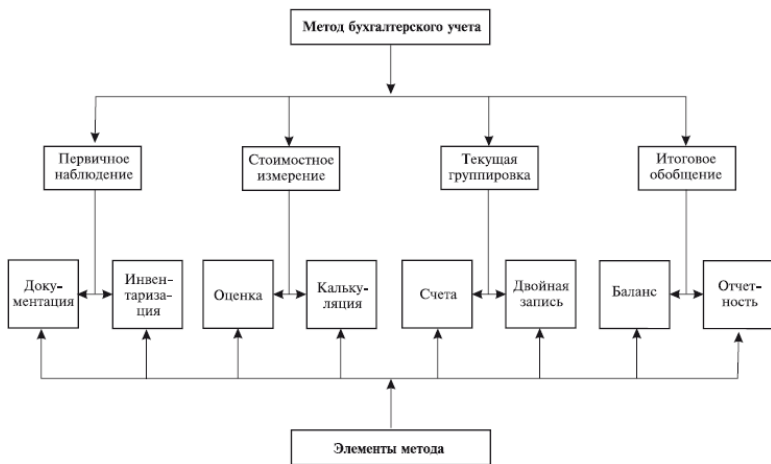 Метод бухгалтерского учета
Первичное
наблюдение
Стоимостное
измерение
Текущая
группировка
Итоговое
обобщение
Доку-
ментация
Инвен-
тариза-
ция
Оценка
Кальку-
ляция
Счета
Двойная
запись
Баланс
Отчет-
ность
Элементы метода